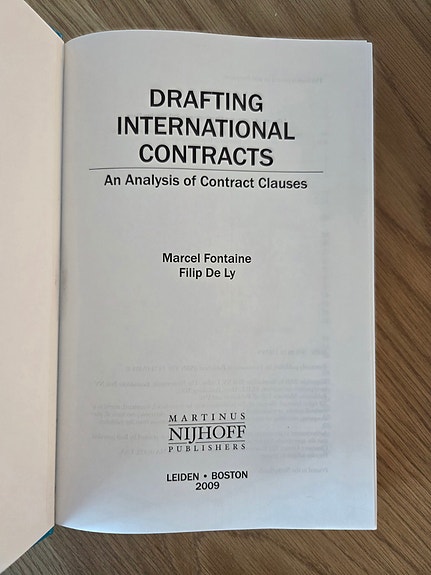 DRAFTING
INTERNATIONAL
CONTRACTS
An Analysis of Contract Clauses
Marcel Fontaine
Filip De Ly
MARTINUS
NIJHOFF
PUBLISHERS
LEIDEN • BOSTON
2009